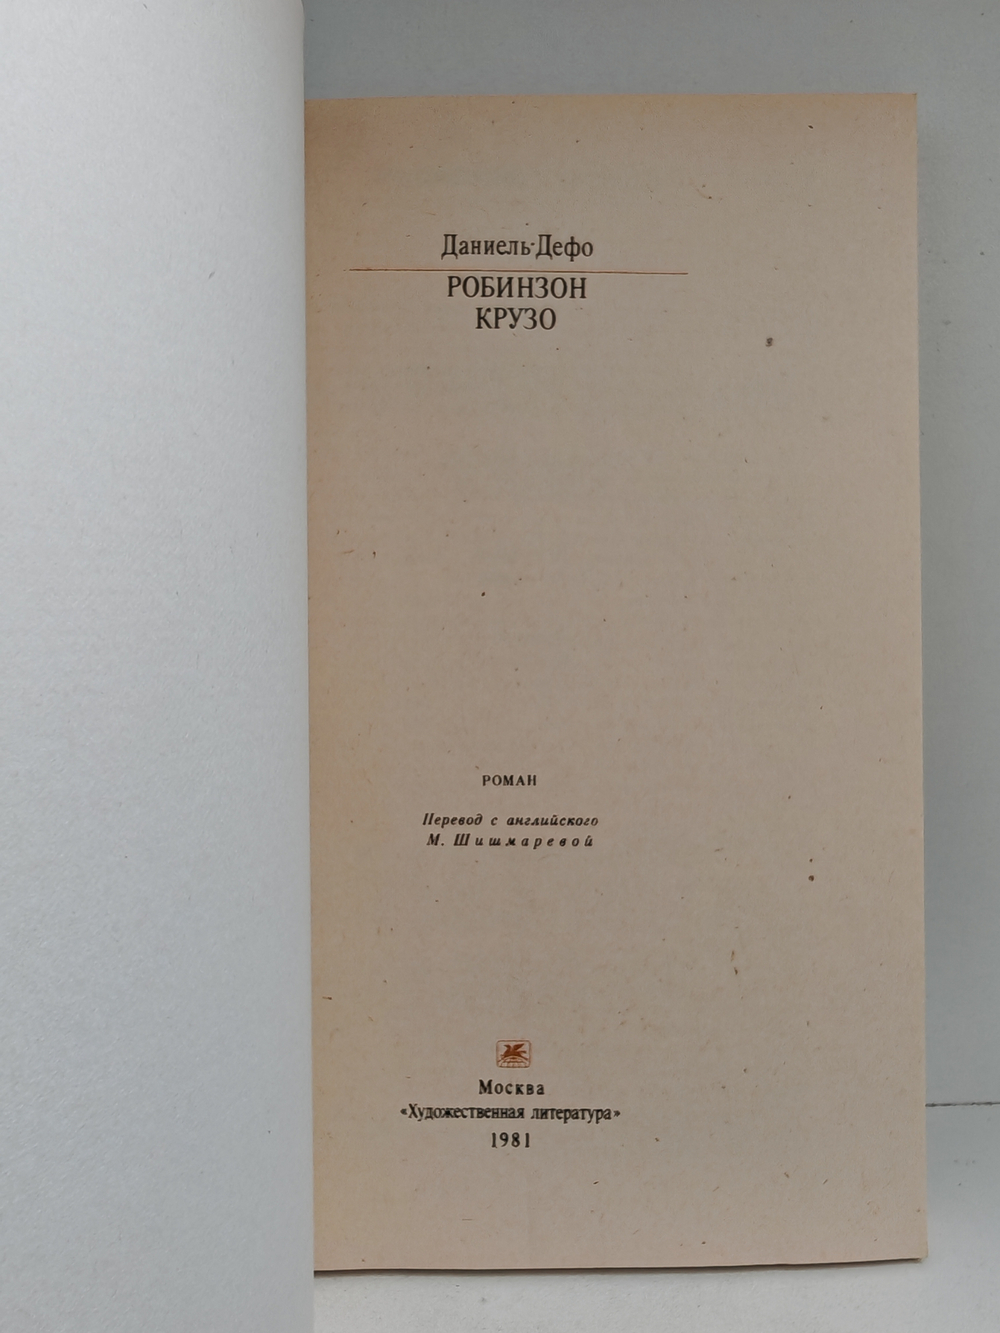 Даниель Дефо
РОБИНЗОН
КРУЗО
РОМАН
Перевод с английского
М. Шишмаревой
Москва
«Художественная литература»
1981